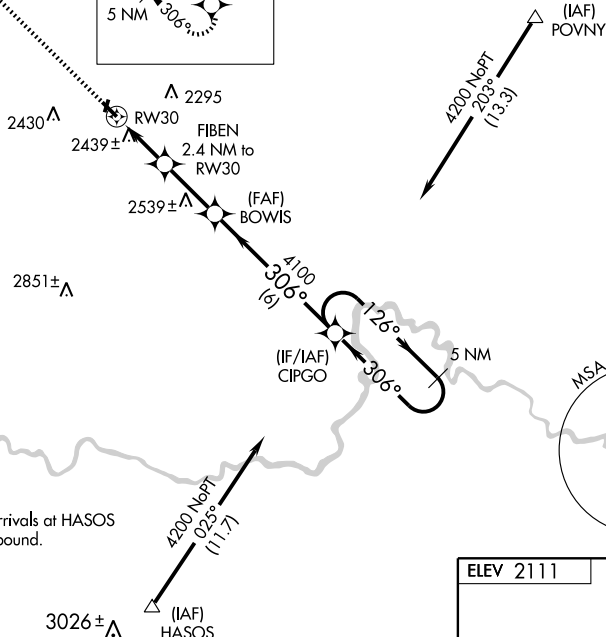 5 NM
306°
(IAF)
POVNY
4200 NoPT
203°
(13.3)
2295
2430
RW30
2439±
FIBEN
2.4 NM to
RW30
2539±
(FAF)
BOWIS
4100
306°
(6)
2851±
126°
(IF/IAF)
CIPGO
306°
5 NM
MSA
4200 NoPT
025°
(11.7)
rrivals at HASOS
ound.
ELEV 2111
(IAF)
HASOS
3026±